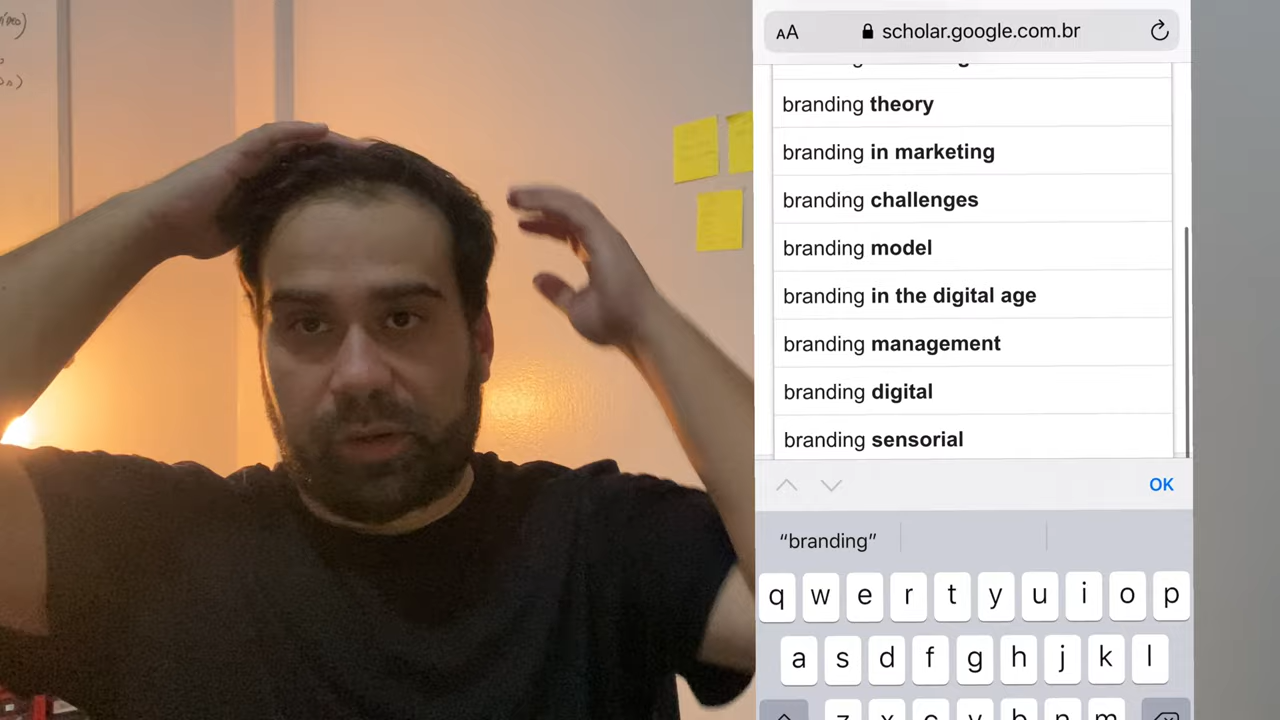 AA scholar.google.com.br
branding theory
branding in marketing
branding challenges
branding model
branding in the digital age
branding management
branding digital
branding sensorial
OK
“branding”
q w e r t y u i o p
a s d f g h j k l
z x c v b n m